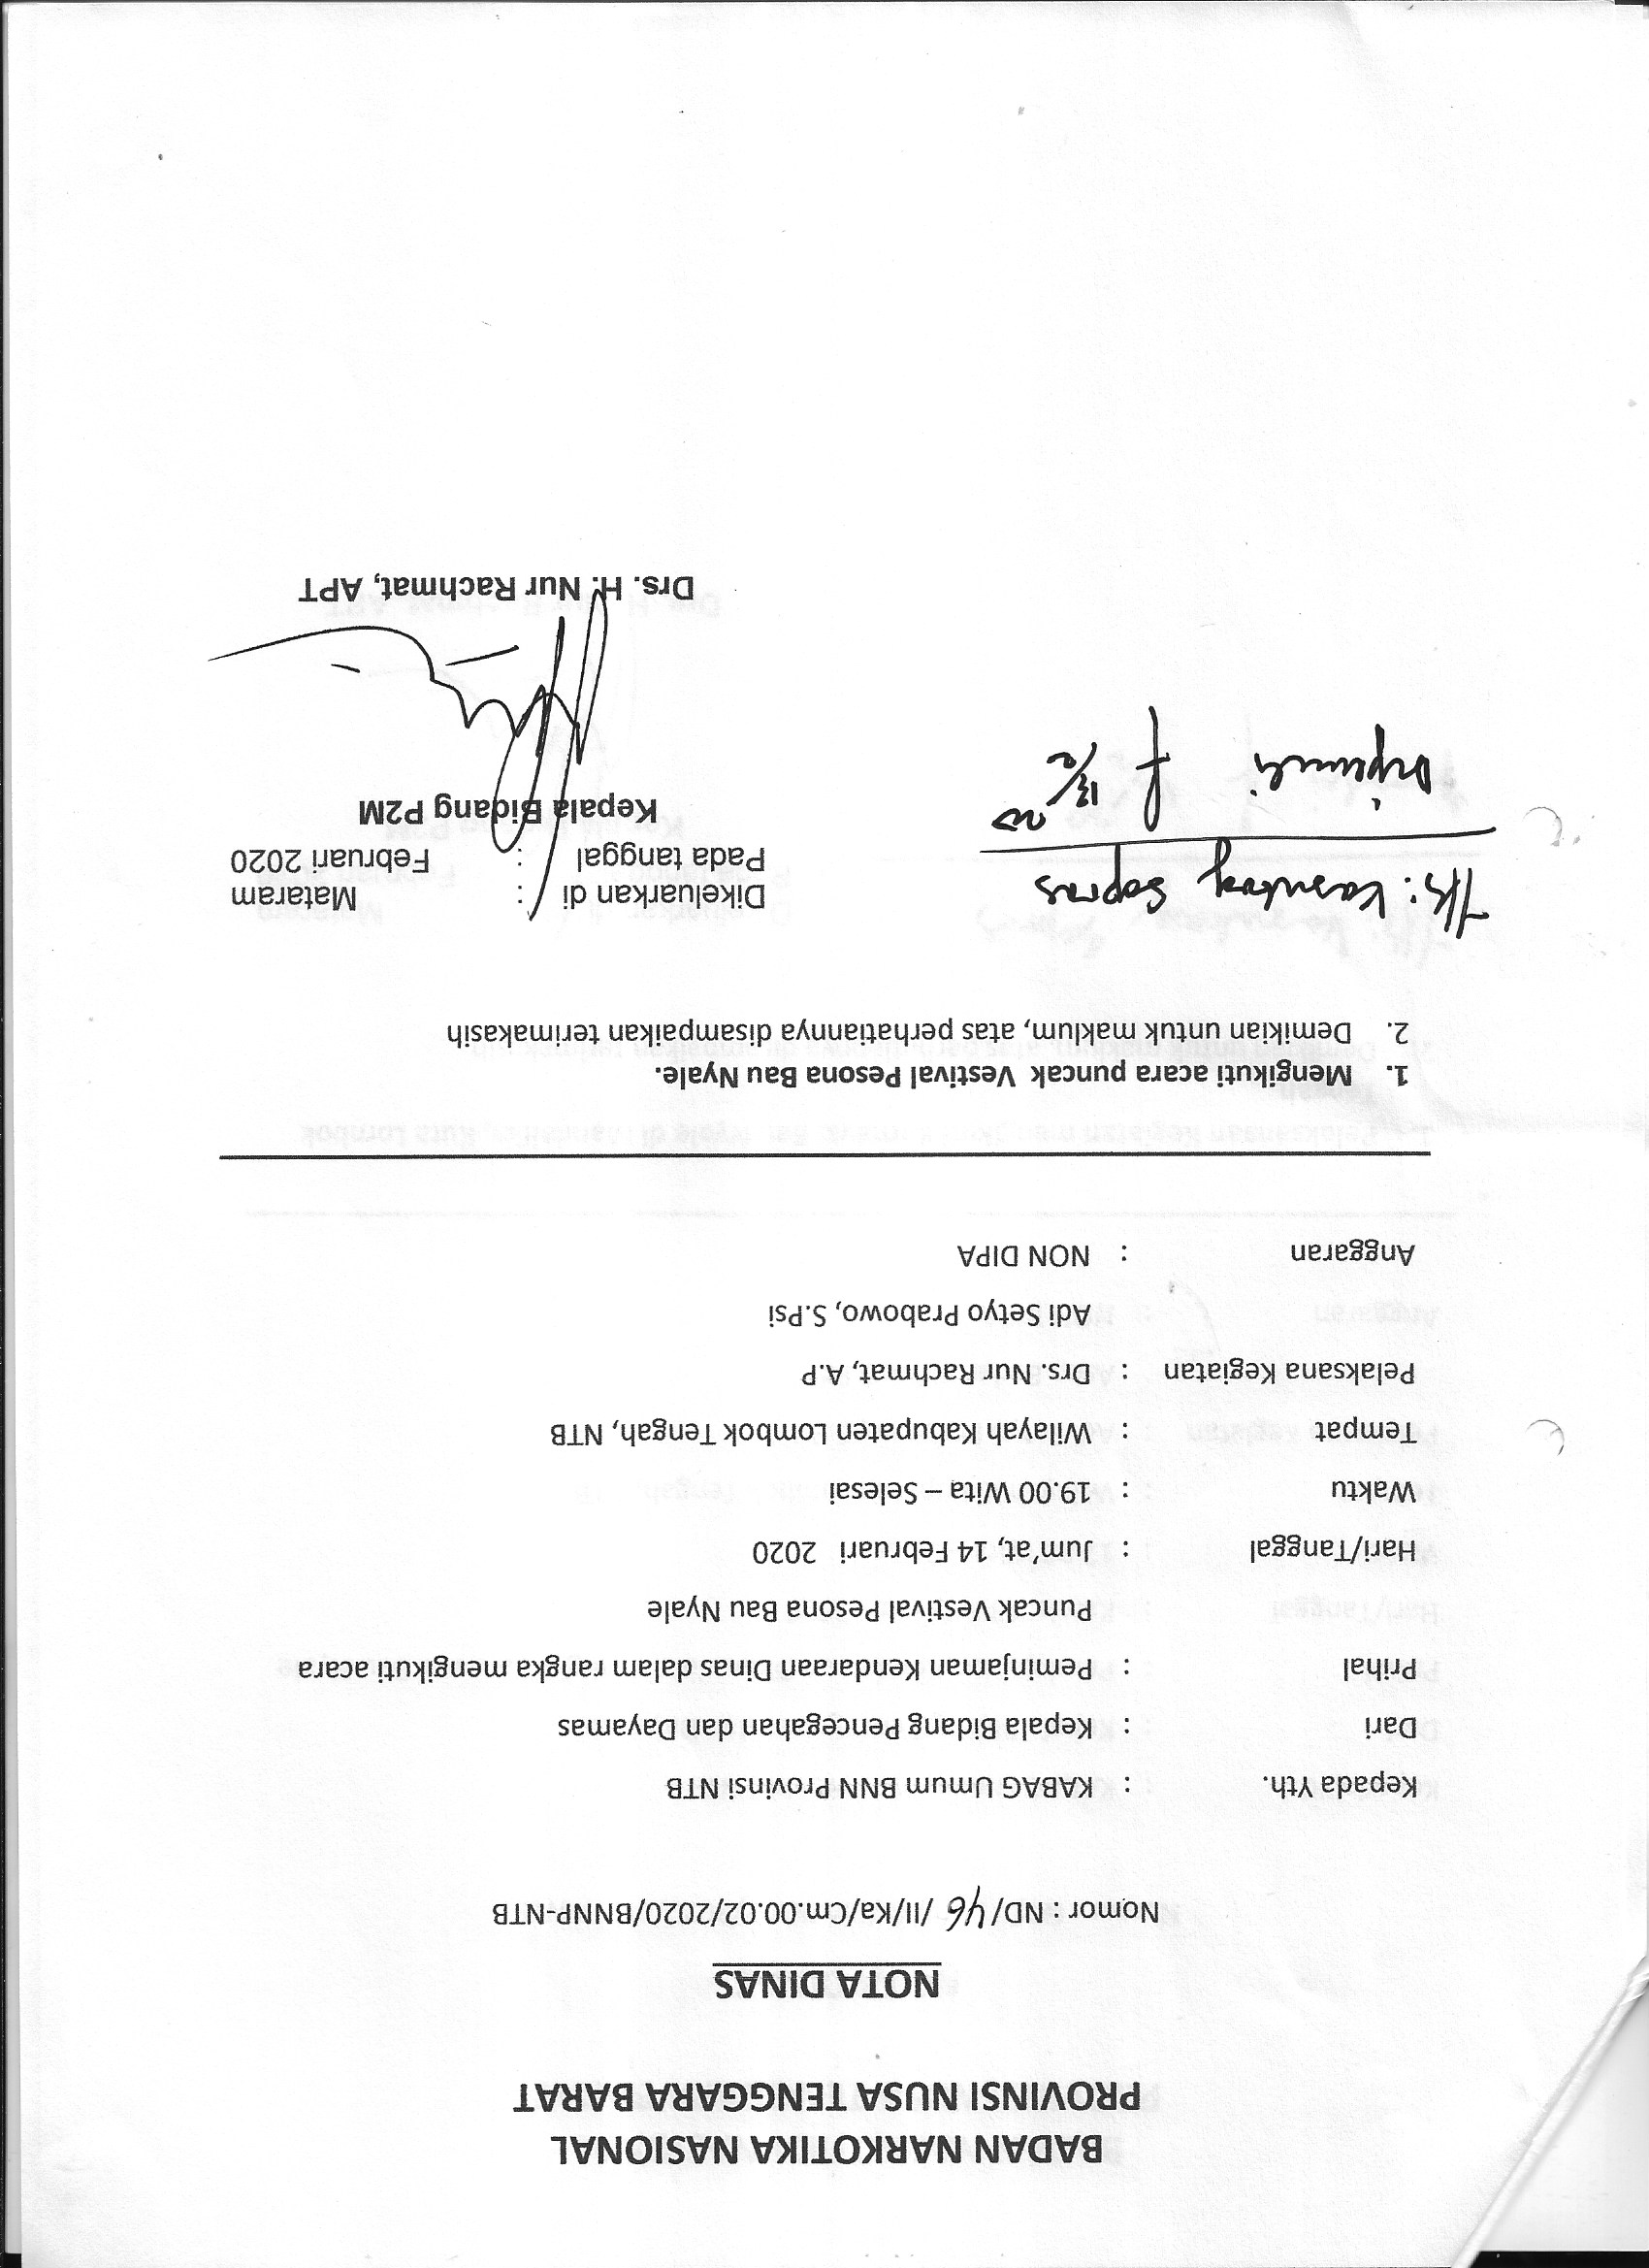 BADAN NARKOTIKA NASIONAL
PROVINSI NUSA TENGGARA BARAT
NOTA DINAS
Nomor : ND/ 46 /II/Ka/Cm.00.02/2020/BNNP-NTB
Kepada Yth. : KABAG Umum BNN Provinsi NTB
Dari : Kepala Bidang Pencegahan dan Dayamas
Prihal : Peminjaman Kendaraan Dinas dalam rangka mengikuti acara
Puncak Vestival Pesona Bau Nyale
Hari/Tanggal : Jum'at, 14 Februari 2020
Waktu : 19.00 Wita – Selesai
Tempat : Wilayah Kabupaten Lombok Tengah, NTB
Pelaksana Kegiatan : Drs. Nur Rachmat, A.P
Adi Setyo Prabowo, S.Psi
Anggaran : NON DIPA
1. Mengikuti acara puncak Vestival Pesona Bau Nyale.
2. Demikian untuk maklum, atas perhatiannya disampaikan terimakasih
Dikeluarkan di : Mataram
Pada tanggal : Februari 2020
Kepala Bidang P2M
Drs. H. Nur Rachmat, APT
Kasubag Sapras